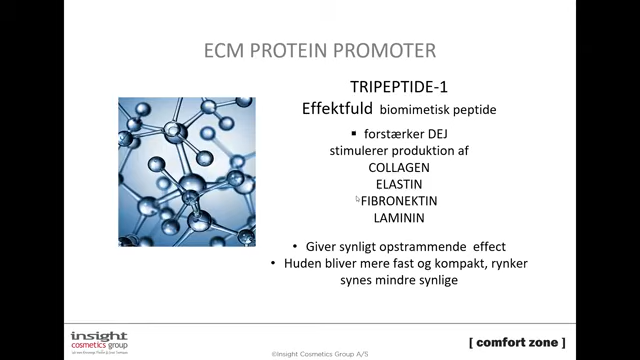 ECM PROTEIN PROMOTER
TRIPEPTIDE-1
Effektfuld biomimetisk peptide
▪ forstærker DEJ
stimulerer produktion af
COLLAGEN
ELASTIN
FIBRONEKTIN
LAMININ
• Giver synligt opstrammende effect
• Huden bliver mere fast og kompakt, rynker
synes mindre synlige
insight
cosmetics group
©Insight Cosmetics Group A/S
[ comfort zone ]